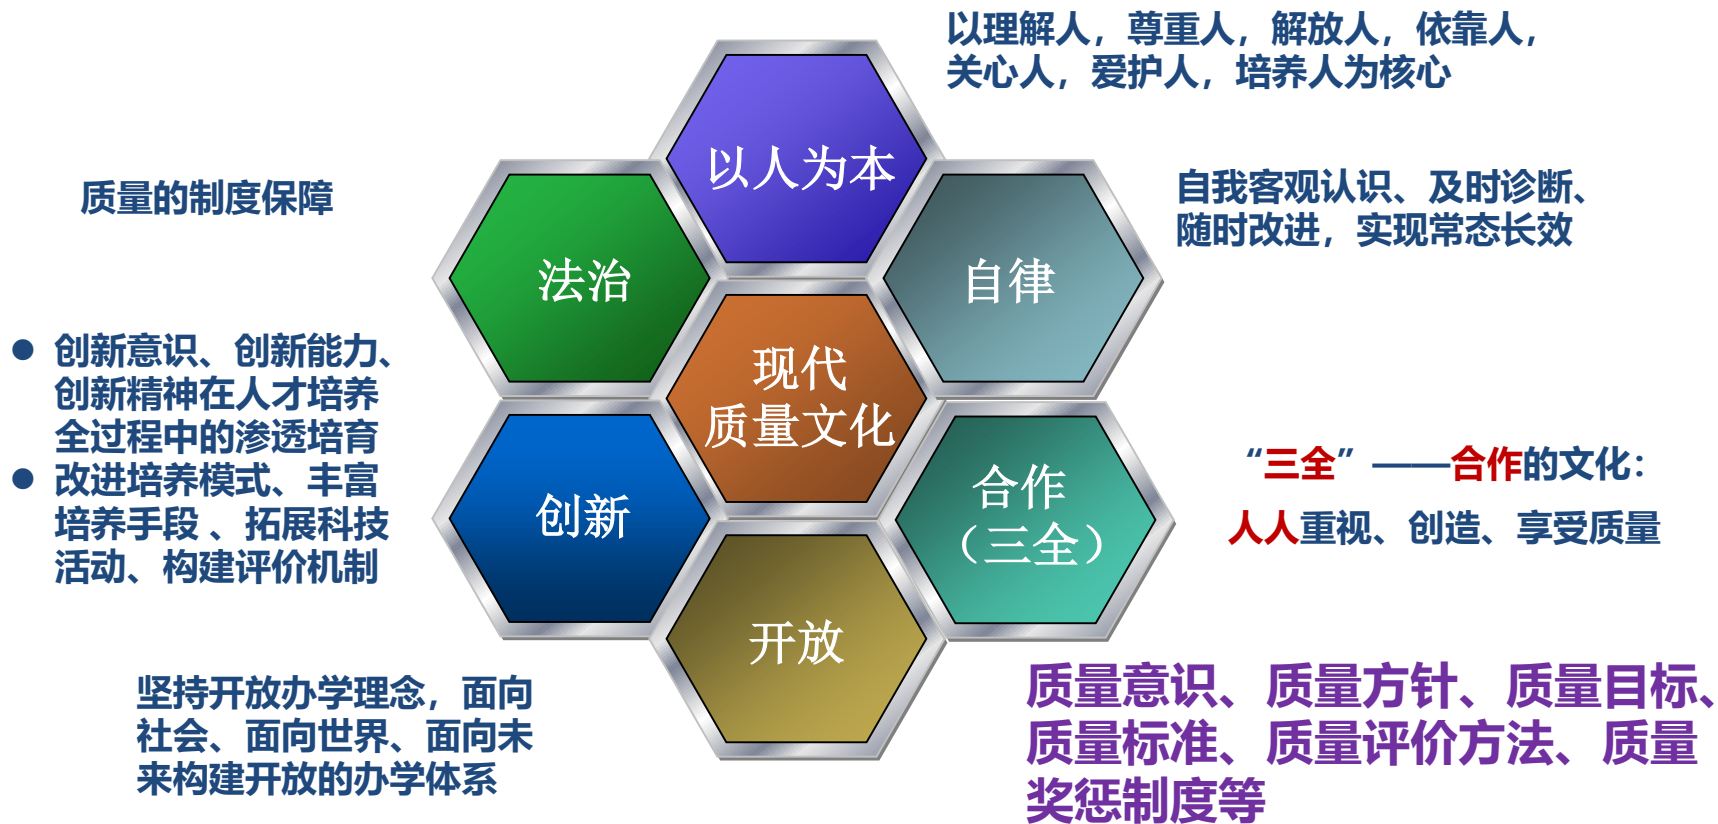 以理解人，尊重人，解放人，依靠人，
关心人，爱护人，培养人为核心
以人为本
质量的制度保障
自我客观认识、及时诊断、
随时改进，实现常态长效
法治
自律
现代
质量文化
● 创新意识、创新能力、
创新精神在人才培养
全过程中的渗透培育
● 改进培养模式、丰富
培养手段 、拓展科技
活动、构建评价机制
创新
合作
（三全）
“三全”——合作的文化：
人人重视、创造、享受质量
开放
坚持开放办学理念，面向
社会、面向世界、面向未
来构建开放的办学体系
质量意识、质量方针、质量目标、
质量标准、质量评价方法、质量
奖惩制度等